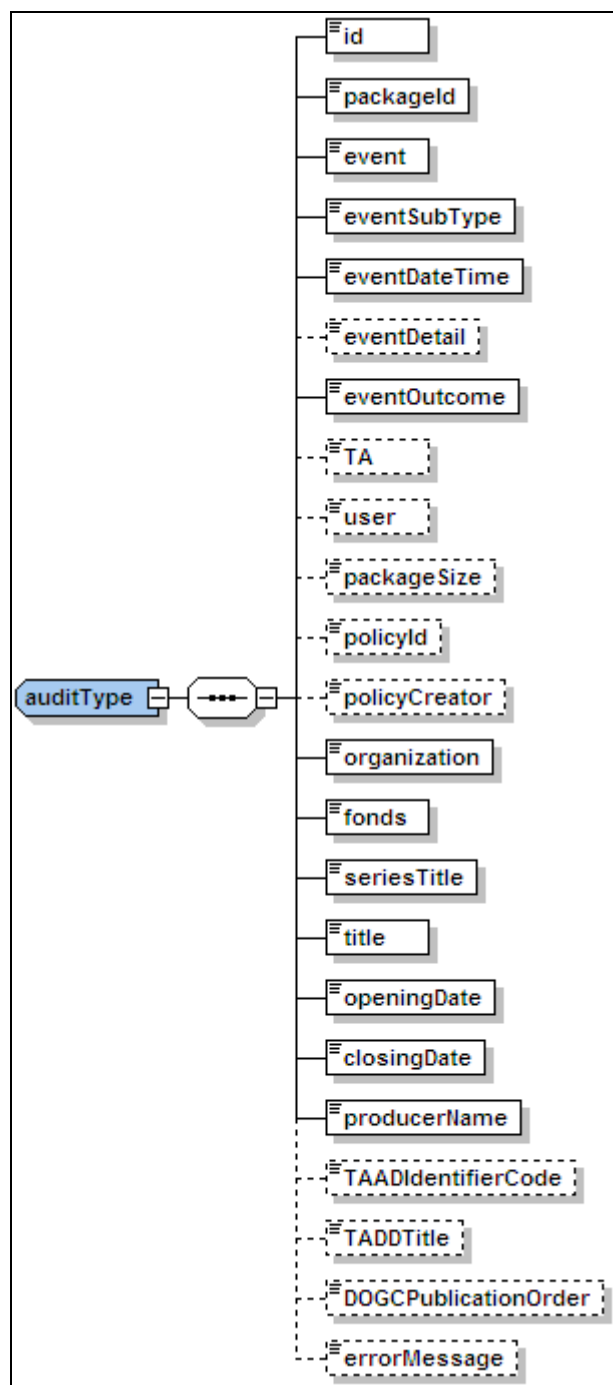 id
packageId
event
eventSubType
eventDateTime
eventDetail
eventOutcome
TA
user
packageSize
policyId
auditType
policyCreator
organization
fonds
seriesTitle
title
openingDate
closingDate
producerName
TAADIdentifierCode
TADDTitle
DOGCPublicationOrder
errorMessage